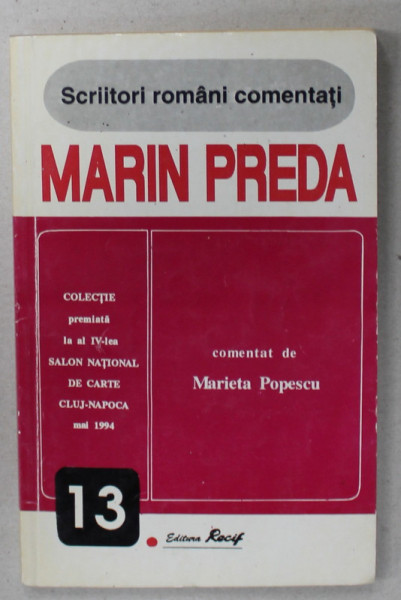 Scriitori români comentați
MARIN PREDA
COLECȚIE
premiată
la al IV-lea
SALON NAȚIONAL
DE CARTE
CLUJ-NAPOCA
mai 1994
comentat de
Marieta Popescu
13
Editura Recif